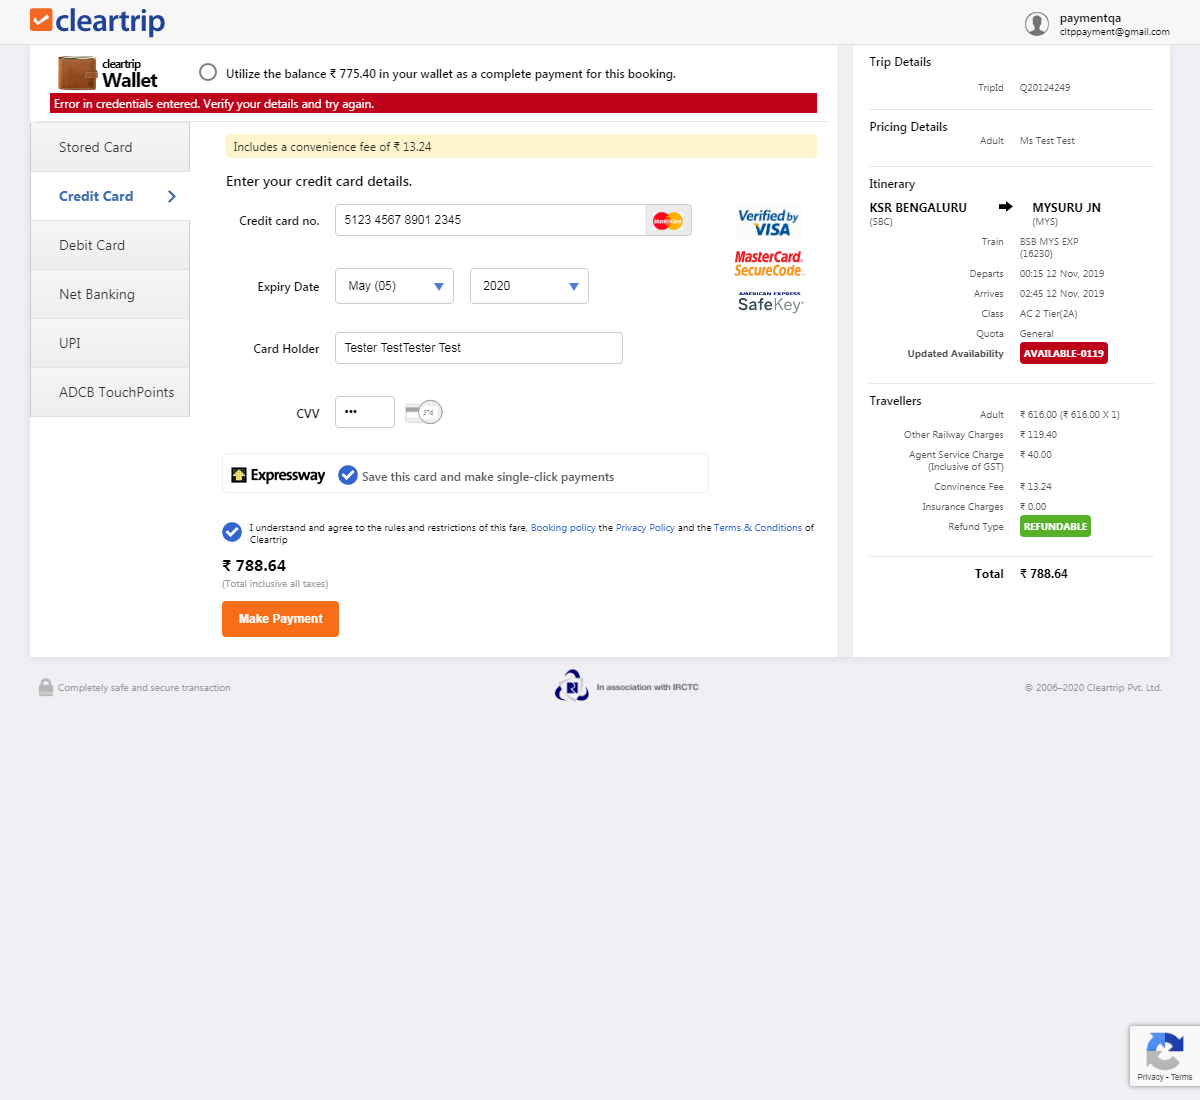 cleartrip
paymentqa
cltppayment@gmail.com
cleartrip
Wallet
Utilize the balance ₹ 775.40 in your wallet as a complete payment for this booking.
Error in credentials entered. Verify your details and try again.
Stored Card
Credit Card
Debit Card
Net Banking
UPI
ADCB TouchPoints
Includes a convenience fee of ₹ 13.24
Enter your credit card details.
Credit card no. 5123 4567 8901 2345 MasterCard
Expiry Date May (05) 2020
Card Holder Tester TestTester Test
CVV ••• 376
Verified by
VISA
MasterCard.
SecureCode.
AMERICAN EXPRESS
SafeKey
Expressway Save this card and make single-click payments
I understand and agree to the rules and restrictions of this fare, Booking policy the Privacy Policy and the Terms & Conditions of
Cleartrip
₹ 788.64
(Total inclusive all taxes)
Make Payment
Trip Details
TripId Q20124249
Pricing Details
Adult Ms Test Test
Itinerary
KSR BENGALURU MYSURU JN
(SBC) (MYS)
Train BSB MYS EXP
(16230)
Departs 00:15 12 Nov, 2019
Arrives 02:45 12 Nov, 2019
Class AC 2 Tier(2A)
Quota General
Updated Availability AVAILABLE-0119
Travellers
Adult ₹ 616.00 (₹ 616.00 X 1)
Other Railway Charges ₹ 119.40
Agent Service Charge ₹ 40.00
(Inclusive of GST)
Convinence Fee ₹ 13.24
Insurance Charges ₹ 0.00
Refund Type REFUNDABLE
Total ₹ 788.64
Completely safe and secure transaction
In association with IRCTC
© 2006–2020 Cleartrip Pvt. Ltd.
Privacy - Terms